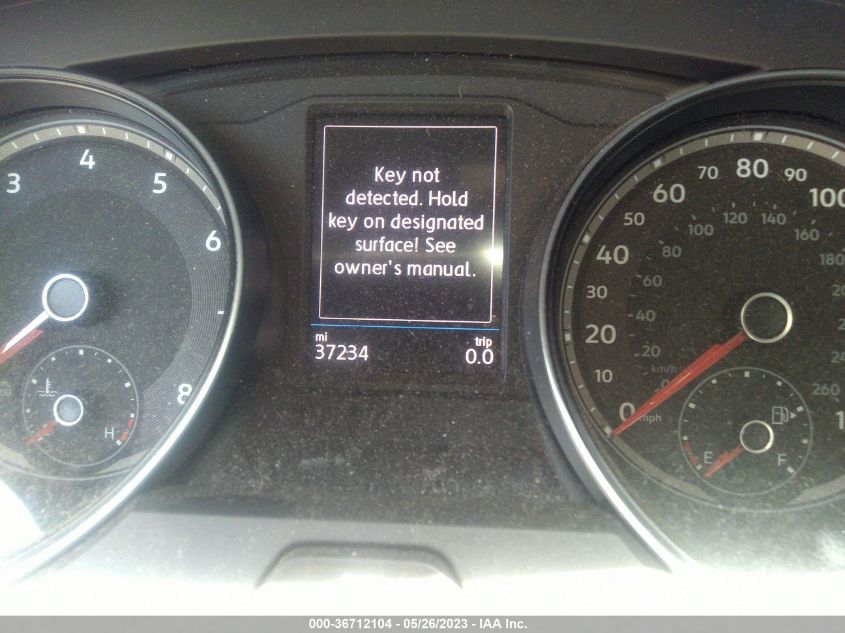 3 4 5 6 8
H
Key not
detected. Hold
key on designated
surface! See
owner's manual.
mi
37234
trip
0.0
0 10 20 30 40 50 60 70 80 90 100
mph
0 20 40 60 80 100 120 140 160 180 260
km/h
E F
000-36712104 - 05/26/2023 - IAA Inc.